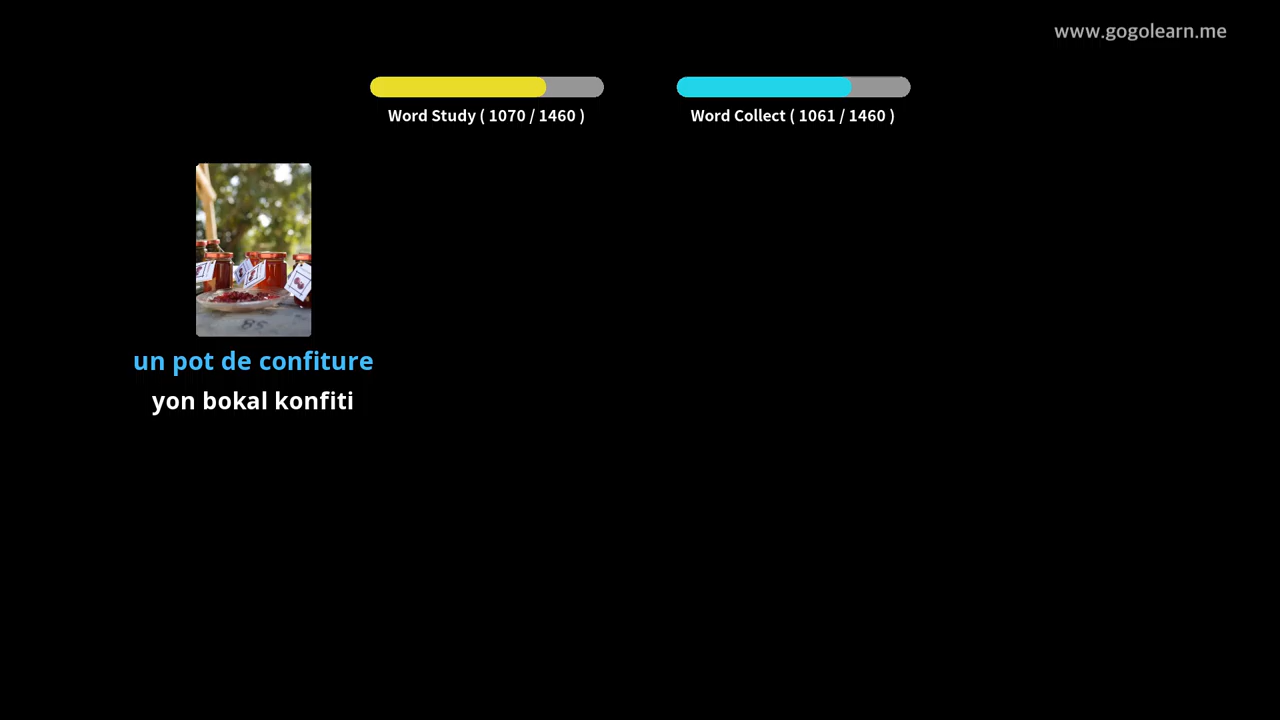 www.gogolearn.me
Word Study ( 1070 / 1460 )
Word Collect ( 1061 / 1460 )
un pot de confiture
yon bokal konfiti